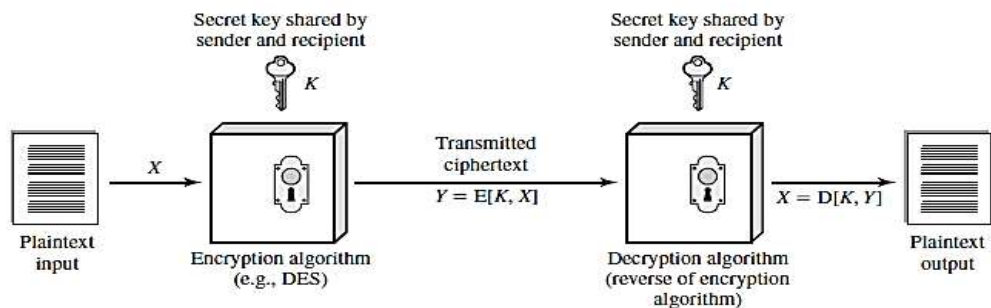 Secret key shared by
sender and recipient
K
Secret key shared by
sender and recipient
K
X
Transmitted
ciphertext
Y = E[K, X]
X = D[K, Y]
Plaintext
input
Encryption algorithm
(e.g., DES)
Decryption algorithm
(reverse of encryption
algorithm)
Plaintext
output